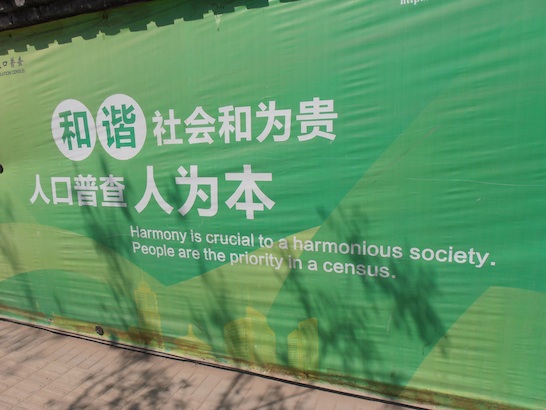 和谐社会和为贵
人口普查人为本
Harmony is crucial to a harmonious society.
People are the priority in a census.